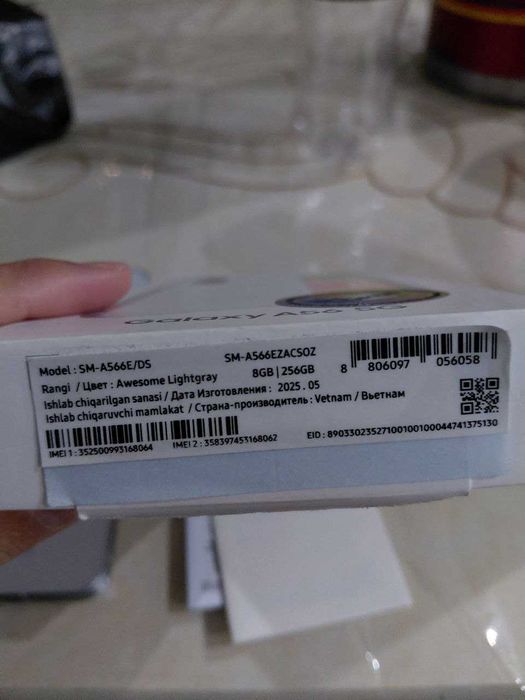 Galaxy A56 5G
Model : SM-A566E/DS
SM-A566EZACSOZ
Rangi / Цвет : Awesome Lightgray
8GB | 256GB
8 806097 056058
Ishlab chiqarilgan sanasi / Дата Изготовления : 2025 . 05
Ishlab chiqaruvchi mamlakat / Страна-производитель : Vetnam / Вьетнам
IMEI 1 : 352500993168064
IMEI 2 : 358397453168062
EID : 89033023527100100100044741375130